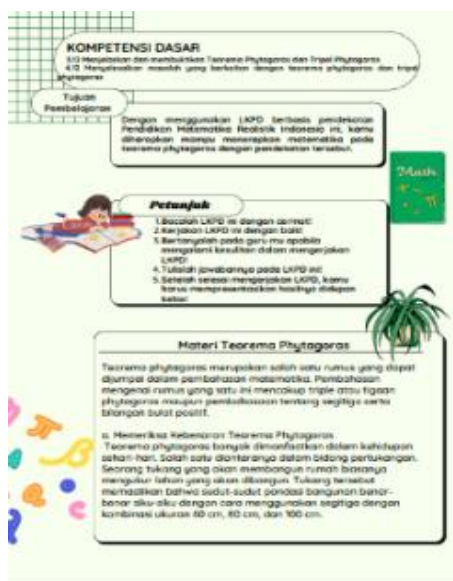 KOMPETENSI DASAR
3.13 Menjelaskan dan membuktikan Teorema Phytagoras dan Tripel Phytagoras
4.13 Menyelesaikan masalah yang berkaitan dengan teorema phytagoras dan tripel
phytagoras
Tujuan
Pembelajaran
Dengan menggunakan LKPD berbasis pendekatan
Pendidikan Matematika Realistik Indonesia ini, kamu
diharapkan mampu menerapkan matematika pada
teorema phytagoras dengan pendekatan tersebut.
Math
Petunjuk
1. Bacalah LKPD ini dengan cermat!
2. Kerjakan LKPD ini dengan baik!
3. Bertanyalah pada guru mu apabila
mengalami kesulitan dalam mengerjakan
LKPD!
4. Tulislah jawabannya pada LKPD ini!
5. Setelah selesai mengerjakan LKPD, kamu
harus mempresentasikan hasilnya didepan
kelas!
Materi Teorema Phytagoras
Teorema phytagoras merupakan salah satu rumus yang dapat
dijumpai dalam pembahasan matematika. Pembahasan
mengenai rumus yang satu ini mencakup triple atau tigaan
phytagoras maupun pembahasaan tentang segitiga serta
bilangan bulat positif.
a. Memeriksa Kebenaran Teorema Phytagoras
Teorema phytagoras banyak dimanfaatkan dalam kehidupan
sehari-hari. Salah satu diantaranya dalam bidang pertukangan.
Seorang tukang yang akan membangun rumah biasanya
mengukur lahan yang akan dibangun. Tukang tersebut
memastikan bahwa sudut-sudut pondasi bangunan benar-
benar siku-siku dengan cara menggunakan segitiga dengan
kombinasi ukuran 60 cm, 80 cm, dan 100 cm.